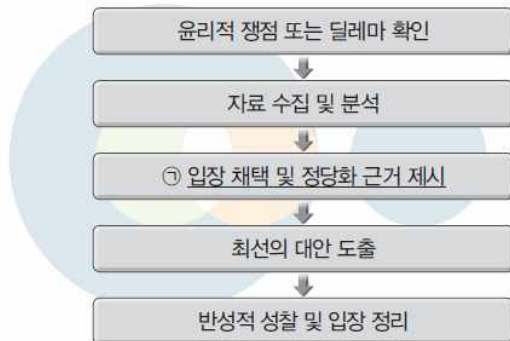 윤리적 쟁점 또는 딜레마 확인
자료 수집 및 분석
㉠ 입장 채택 및 정당화 근거 제시
최선의 대안 도출
반성적 성찰 및 입장 정리